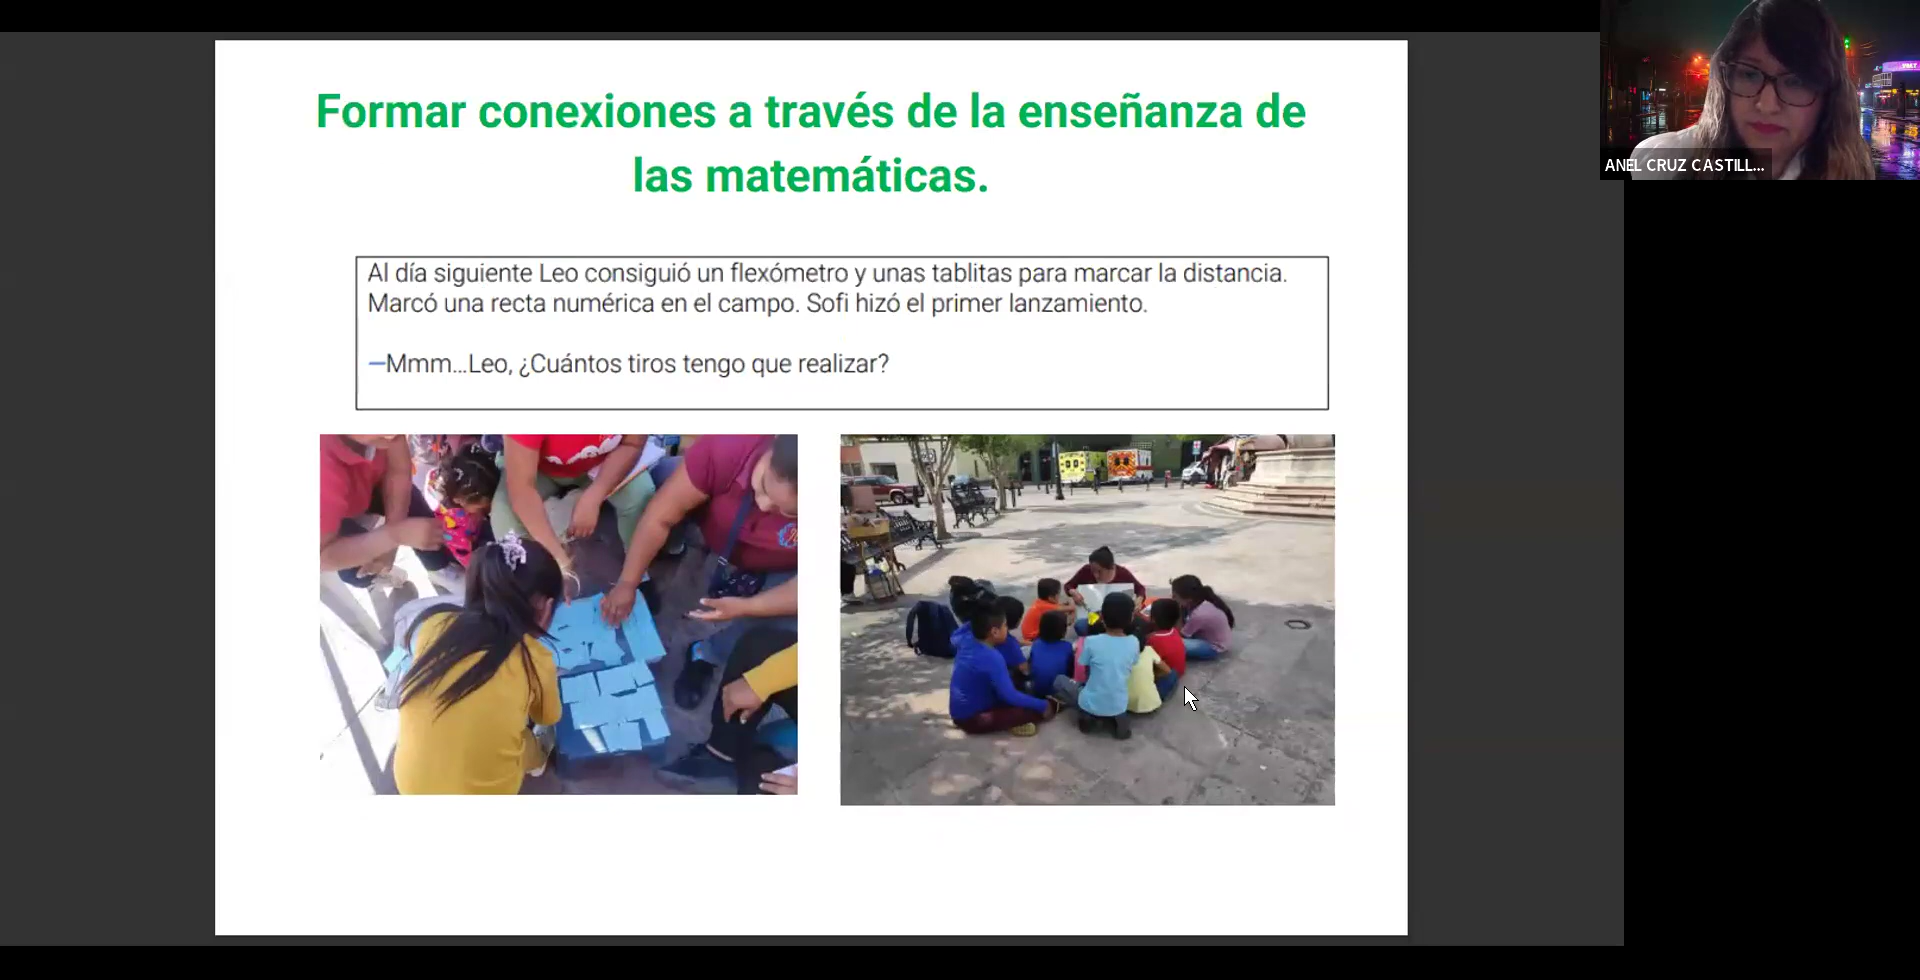 Formar conexiones a través de la enseñanza de
las matemáticas.
Al día siguiente Leo consiguió un flexómetro y unas tablitas para marcar la distancia.
Marcó una recta numérica en el campo. Sofi hizó el primer lanzamiento.
—Mmm...Leo, ¿Cuántos tiros tengo que realizar?
ANEL CRUZ CASTILL...